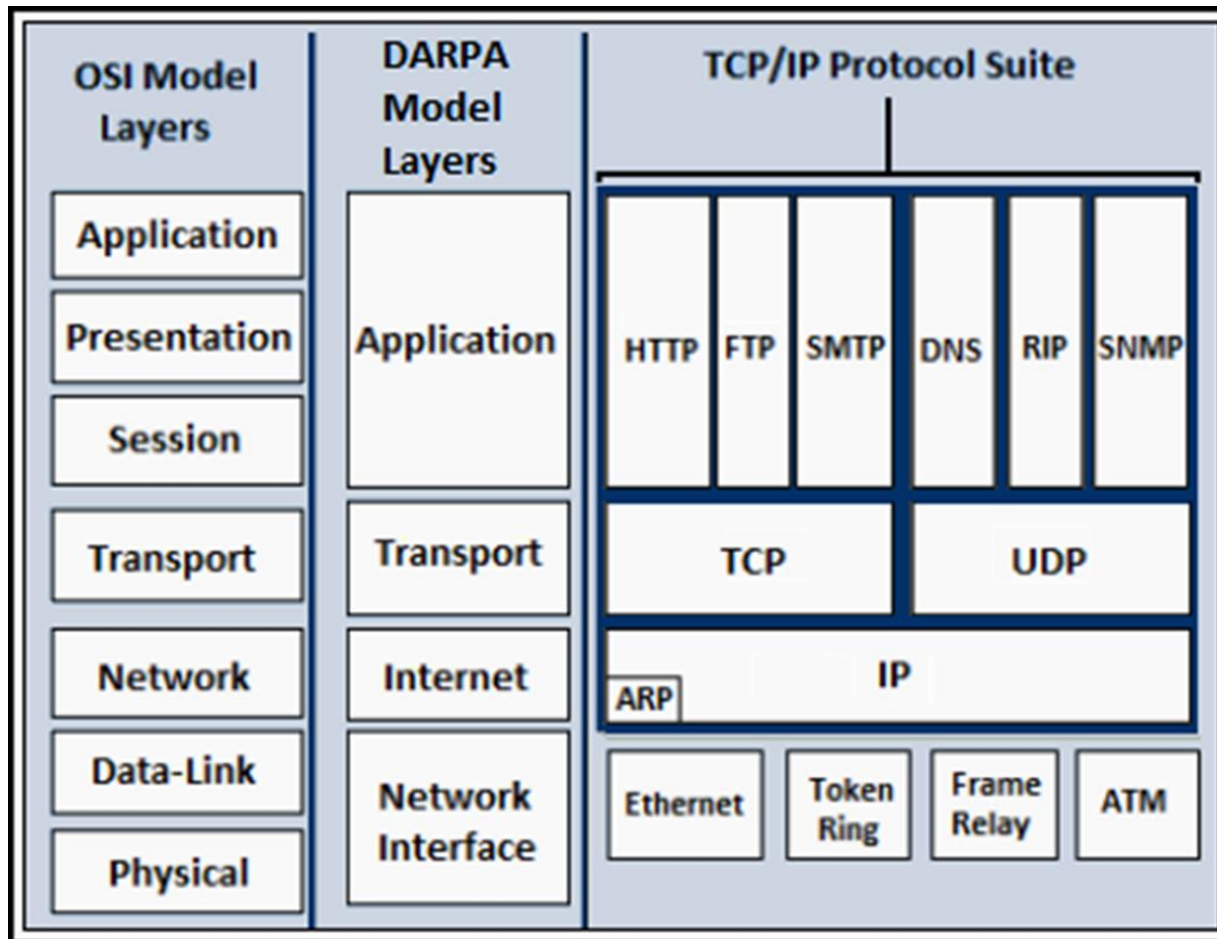 OSI Model
Layers
DARPA
Model
Layers
TCP/IP Protocol Suite
Application
Presentation
Session
Transport
Network
Data-Link
Physical
Application
Transport
Internet
Network
Interface
HTTP
FTP
SMTP
DNS
RIP
SNMP
TCP
UDP
IP
ARP
Ethernet
Token
Ring
Frame
Relay
ATM